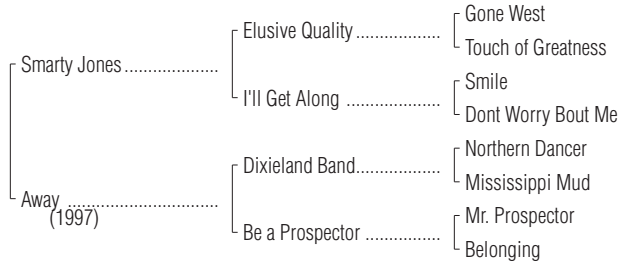 Gone West
Elusive Quality ..................
Touch of Greatness
Smarty Jones ....................
Smile
I'll Get Along ....................
Dont Worry Bout Me
Northern Dancer
Dixieland Band..................
Mississippi Mud
Away ..........................
(1997)
Mr. Prospector
Be a Prospector ................
Belonging